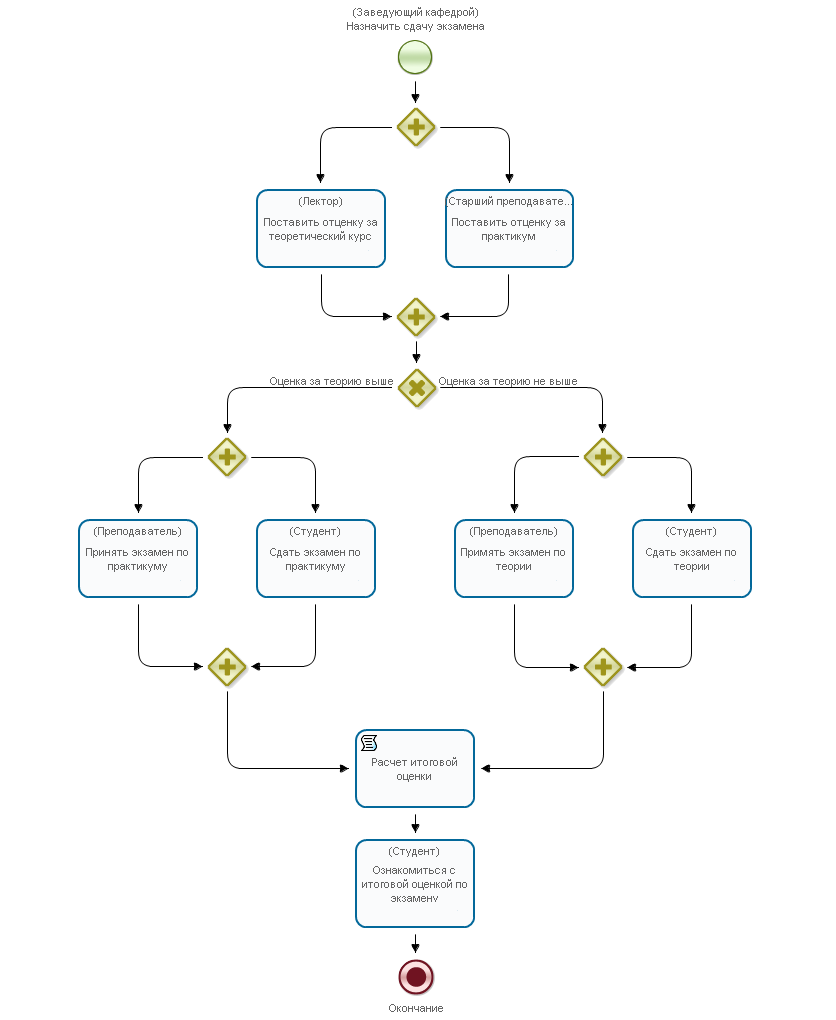 (Заведующий кафедрой)
Назначить сдачу экзамена
(Лектор)
Поставить отценку за
теоретический курс
Старший преподавате...
Поставить отценку за
практикум
Оценка за теорию выше
Оценка за теорию не выше
(Преподаватель)
Принять экзамен по
практикуму
(Студент)
Сдать экзамен по
практикуму
(Преподаватель)
Примять экзамен по
теории
(Студент)
Сдать экзамен по
теории
Расчет итоговой
оценки
(Студент)
Ознакомиться с
итоговой оценкой по
экзамену
Окончание